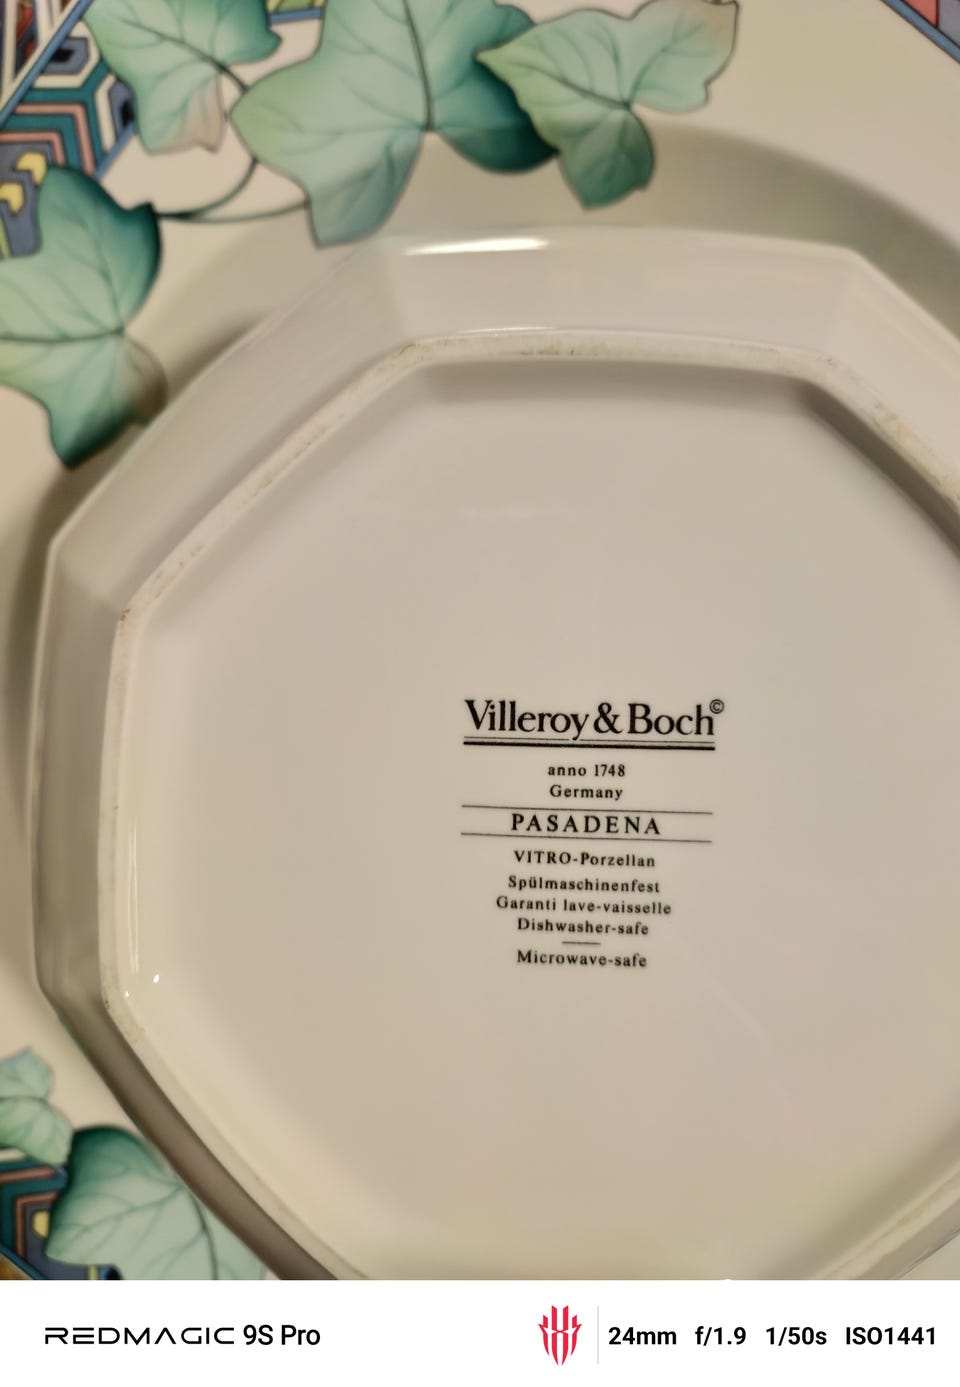 Villeroy & Boch©
anno 1748
Germany
PASADENA
VITRO-Porzellan
Spülmaschinenfest
Garanti lave-vaisselle
Dishwasher-safe
Microwave-safe
REDMAGIC 9S Pro
24mm f/1.9 1/50s ISO1441